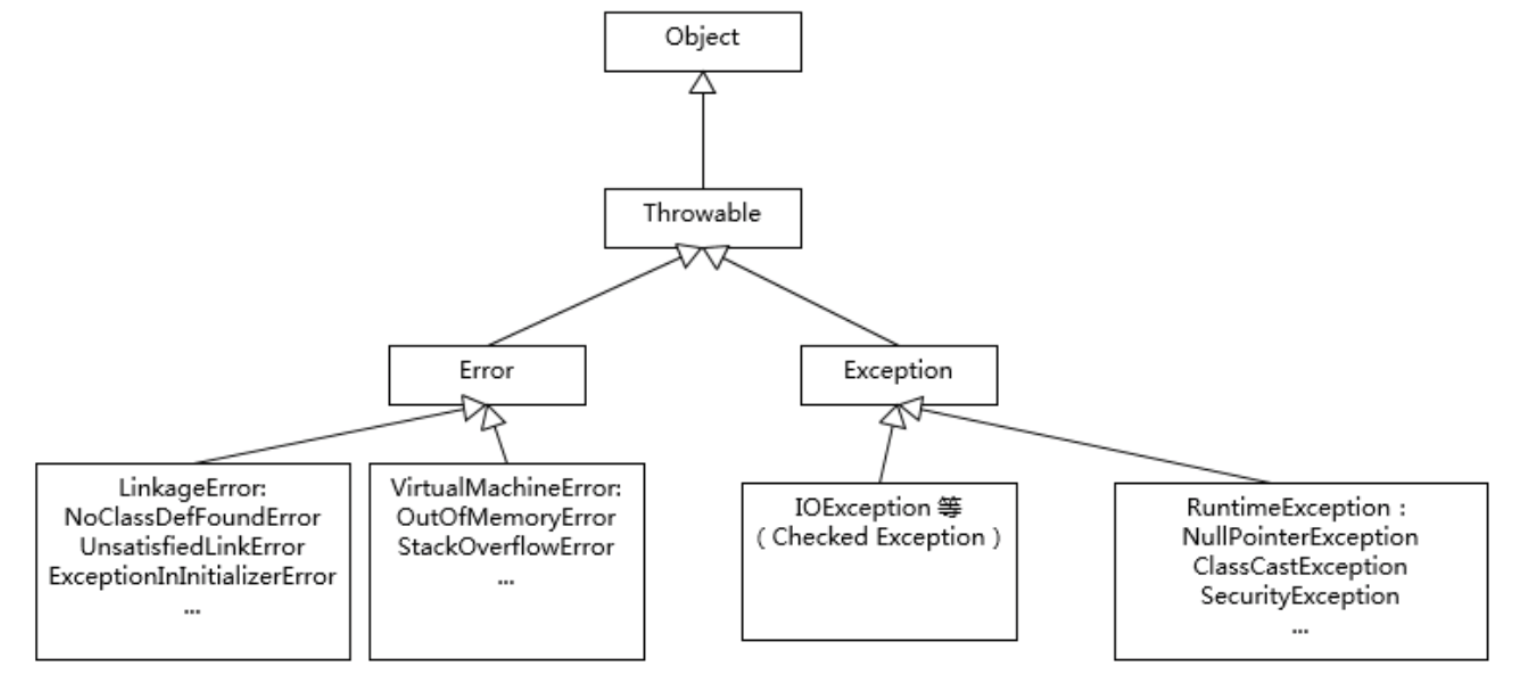 Object
Throwable
Error
Exception
LinkageError:
NoClassDefFoundError
UnsatisfiedLinkError
ExceptionInInitializerError
...
VirtualMachineError:
OutOfMemoryError
StackOverflowError
...
IOException 等
( Checked Exception )
RuntimeException :
NullPointerException
ClassCastException
SecurityException
...